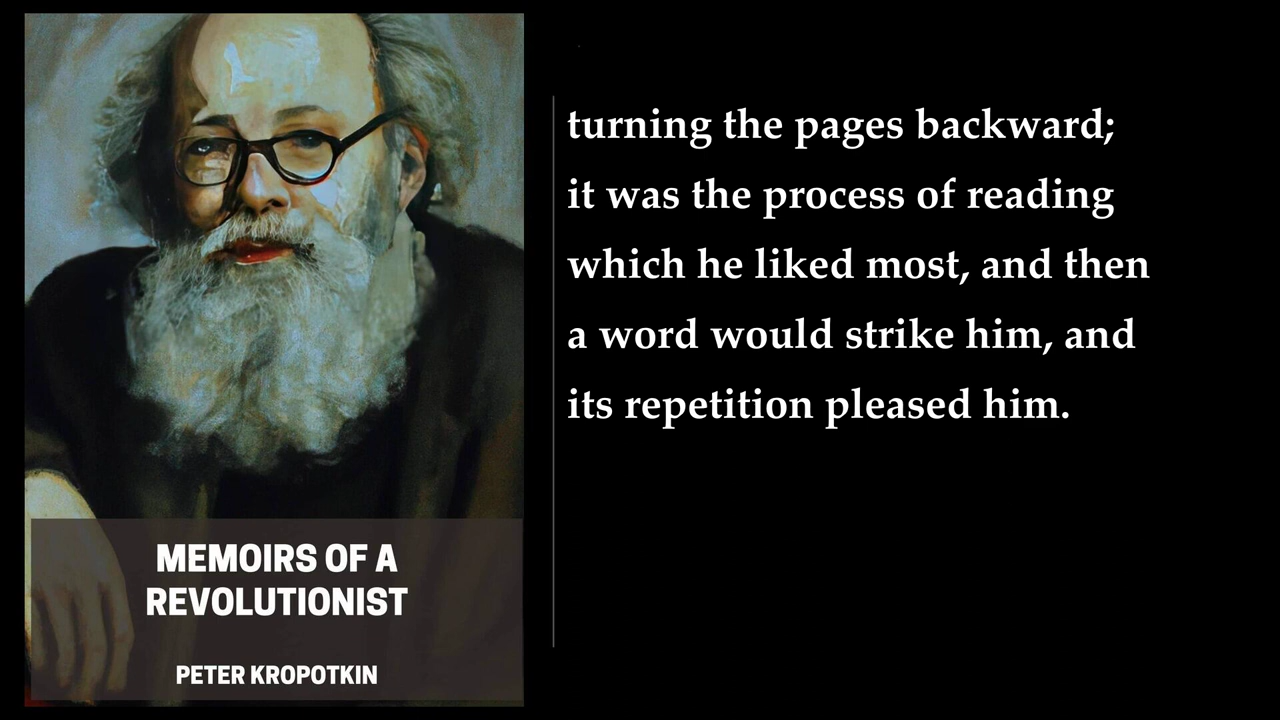 MEMOIRS OF A
REVOLUTIONIST
PETER KROPOTKIN
turning the pages backward;
it was the process of reading
which he liked most, and then
a word would strike him, and
its repetition pleased him.